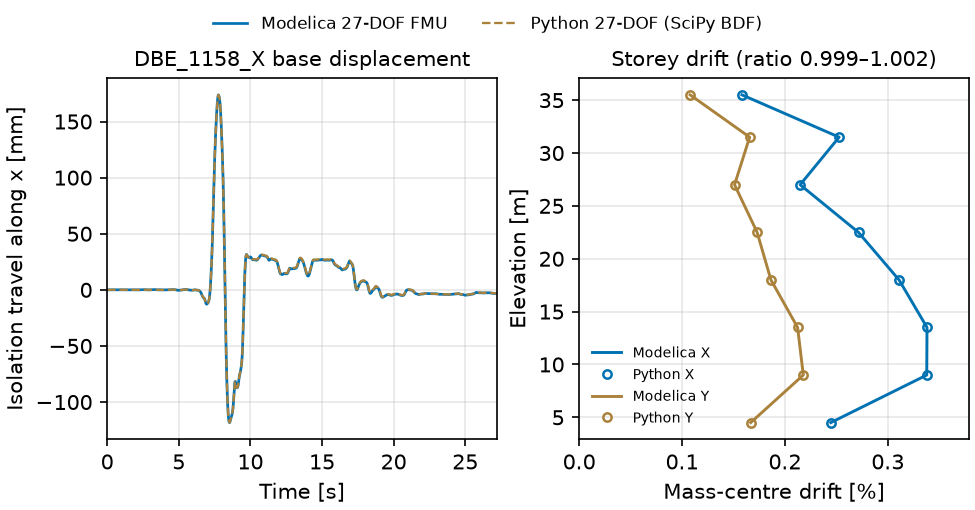 Modelica 27-DOF FMU
Python 27-DOF (SciPy BDF)
DBE_1158_X base displacement
Isolation travel along x [mm]
150
100
50
0
−50
−100
0
5
10
15
20
25
Time [s]
Storey drift (ratio 0.999–1.002)
Elevation [m]
35
30
25
20
15
10
5
Modelica X
Python X
Modelica Y
Python Y
0.0
0.1
0.2
0.3
Mass-centre drift [%]